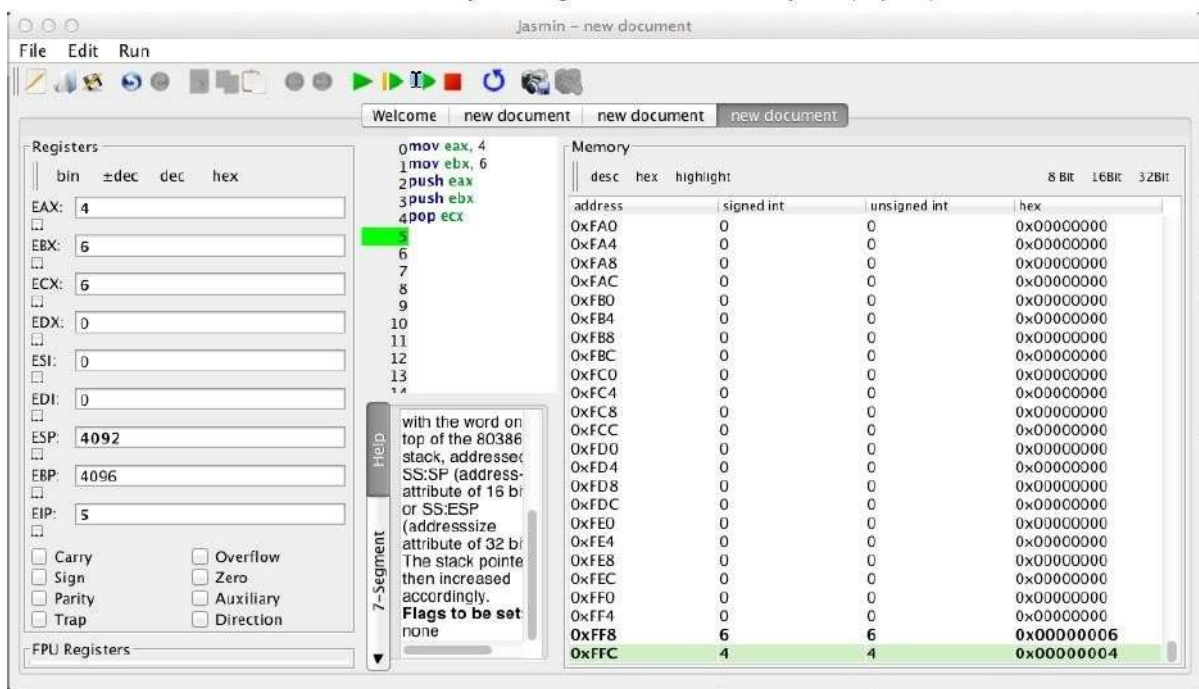 Jasmin – new document
File Edit Run
Welcome new document new document new document
Registers
bin ±dec dec hex
EAX: 4
EBX: 6
ECX: 6
EDX: 0
ESI: 0
EDI: 0
ESP: 4092
EBP: 4096
EIP: 5
Carry Overflow
Sign Zero
Parity Auxiliary
Trap Direction
FPU Registers
0 mov eax, 4
1 mov ebx, 6
2 push eax
3 push ebx
4 pop ecx
5
6
7
8
9
10
11
12
13
14
Help
7-Segment
with the word on
top of the 80386
stack, addressed
SS:SP (address-
attribute of 16 bi
or SS:ESP
(addresssize
attribute of 32 bi
The stack pointe
then increased
accordingly.
Flags to be set
none
Memory
desc hex highlight 8 Bit 16Bit 32Bit
address signed int unsigned int hex
0xFA0 0 0 0x00000000
0xFA4 0 0 0x00000000
0xFA8 0 0 0x00000000
0xFAC 0 0 0x00000000
0xFB0 0 0 0x00000000
0xFB4 0 0 0x00000000
0xFB8 0 0 0x00000000
0xFBC 0 0 0x00000000
0xFC0 0 0 0x00000000
0xFC4 0 0 0x00000000
0xFC8 0 0 0x00000000
0xFCC 0 0 0x00000000
0xFD0 0 0 0x00000000
0xFD4 0 0 0x00000000
0xFD8 0 0 0x00000000
0xFDC 0 0 0x00000000
0xFE0 0 0 0x00000000
0xFE4 0 0 0x00000000
0xFE8 0 0 0x00000000
0xFEC 0 0 0x00000000
0xFF0 0 0 0x00000000
0xFF4 0 0 0x00000000
0xFF8 6 6 0x00000006
0xFFC 4 4 0x00000004